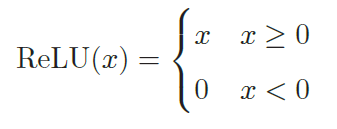 ReLU(x) = { x x ≥ 0
0 x < 0